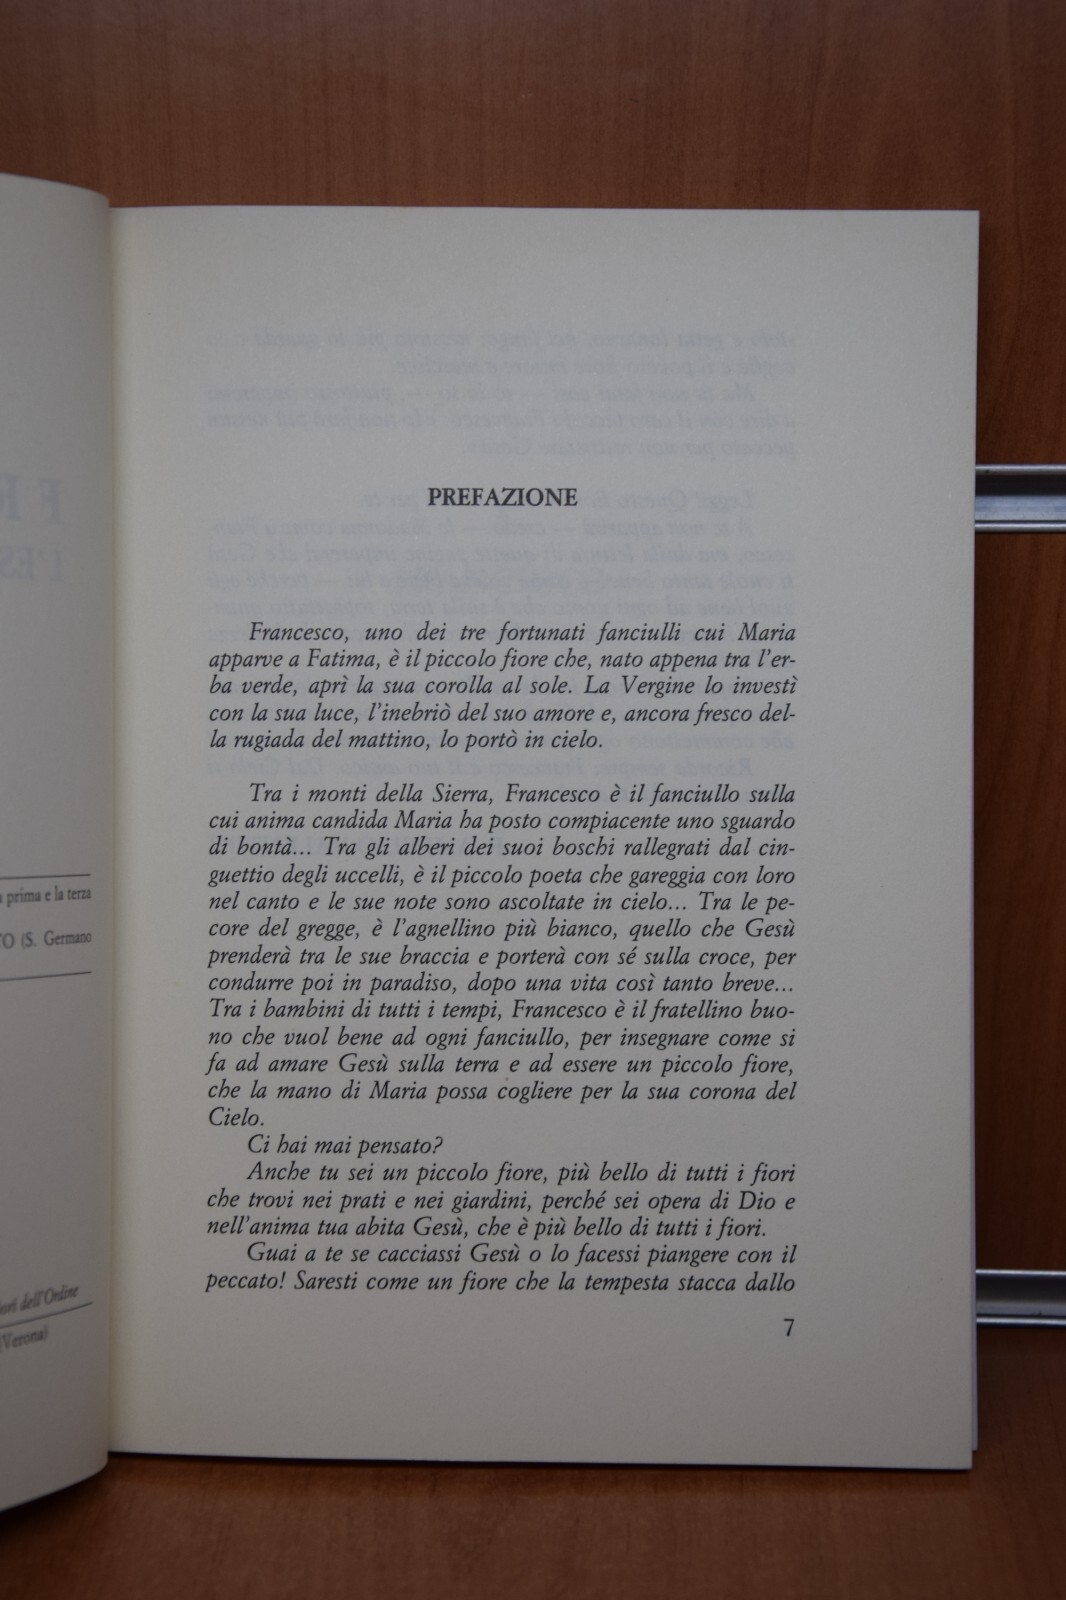 a prima e la terza
(S. Germano
dell'Ordine
(Verona)
PREFAZIONE
Francesco, uno dei tre fortunati fanciulli cui Maria
apparve a Fatima, è il piccolo fiore che, nato appena tra l'er-
ba verde, aprì la sua corolla al sole. La Vergine lo investì
con la sua luce, l'inebriò del suo amore e, ancora fresco del-
la rugiada del mattino, lo portò in cielo.
Tra i monti della Sierra, Francesco è il fanciullo sulla
cui anima candida Maria ha posto compiacente uno sguardo
di bontà... Tra gli alberi dei suoi boschi rallegrati dal cin-
guettio degli uccelli, è il piccolo poeta che gareggia con loro
nel canto e le sue note sono ascoltate in cielo... Tra le pe-
core del gregge, è l'agnellino più bianco, quello che Gesù
prenderà tra le sue braccia e porterà con sé sulla croce, per
condurre poi in paradiso, dopo una vita così tanto breve...
Tra i bambini di tutti i tempi, Francesco è il fratellino buo-
no che vuol bene ad ogni fanciullo, per insegnare come si
fa ad amare Gesù sulla terra e ad essere un piccolo fiore,
che la mano di Maria possa cogliere per la sua corona del
Cielo.
Ci hai mai pensato?
Anche tu sei un piccolo fiore, più bello di tutti i fiori
che trovi nei prati e nei giardini, perché sei opera di Dio e
nell'anima tua abita Gesù, che è più bello di tutti i fiori.
Guai a te se cacciassi Gesù o lo facessi piangere con il
peccato! Saresti come un fiore che la tempesta stacca dallo
7